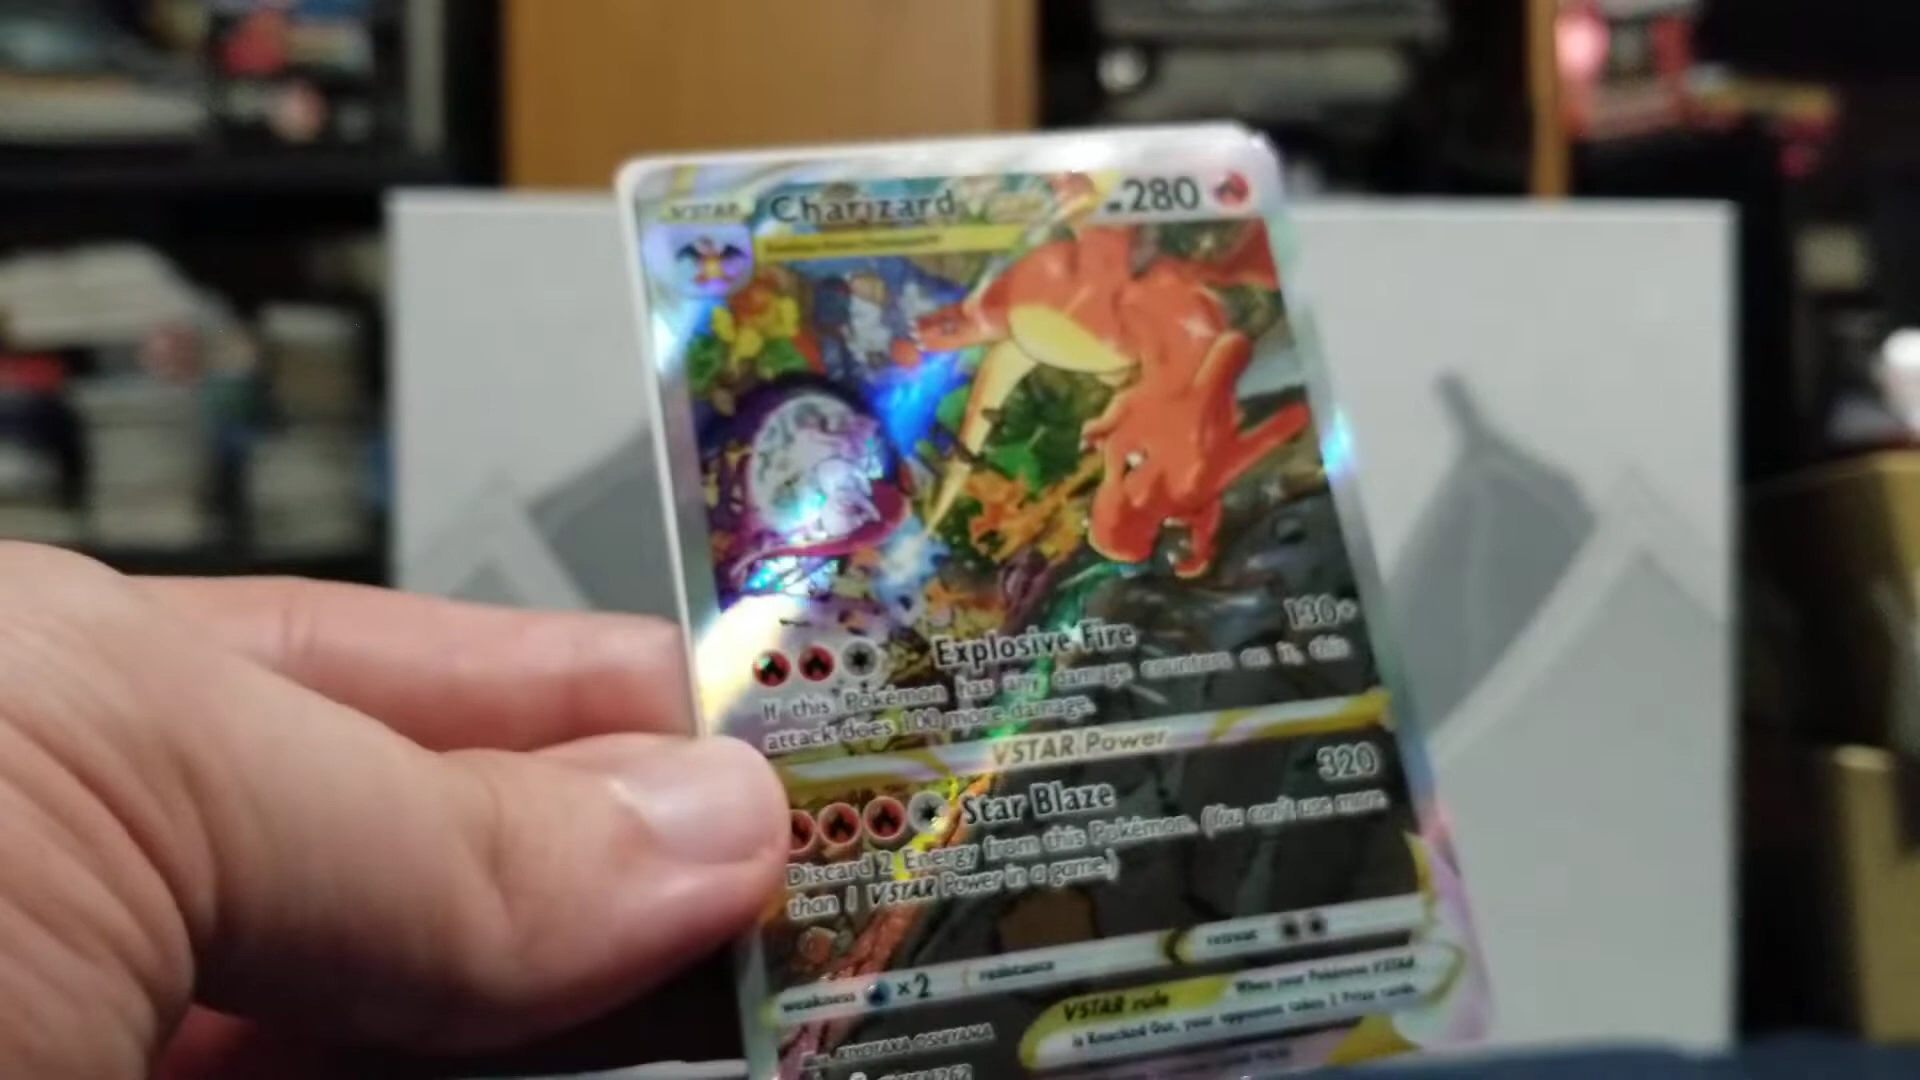 VSTAR Charizard 280
Explosive Fire 130+
If this Pokémon has any damage counters on it, this
attack does 100 more damage.
VSTAR Power
Star Blaze 320
Discard 2 Energy from this Pokémon. (You can't use more
than 1 VSTAR Power in a game.)
weakness ×2 resistance retreat
VSTAR rule When your Pokémon VSTAR
is Knocked Out, your opponent takes 2 Prize cards.
Illus. KIYOTAKA OSHIYAMA